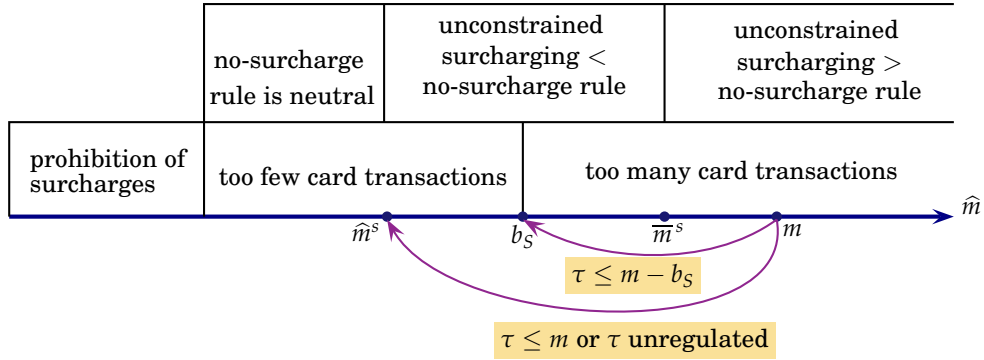 no-surcharge
rule is neutral
unconstrained
surcharging <
no-surcharge rule
unconstrained
surcharging >
no-surcharge rule
prohibition of
surcharges
too few card transactions
too many card transactions
m̂
m̂ˢ
b_S
m̅ˢ
m
τ ≤ m − b_S
τ ≤ m or τ unregulated